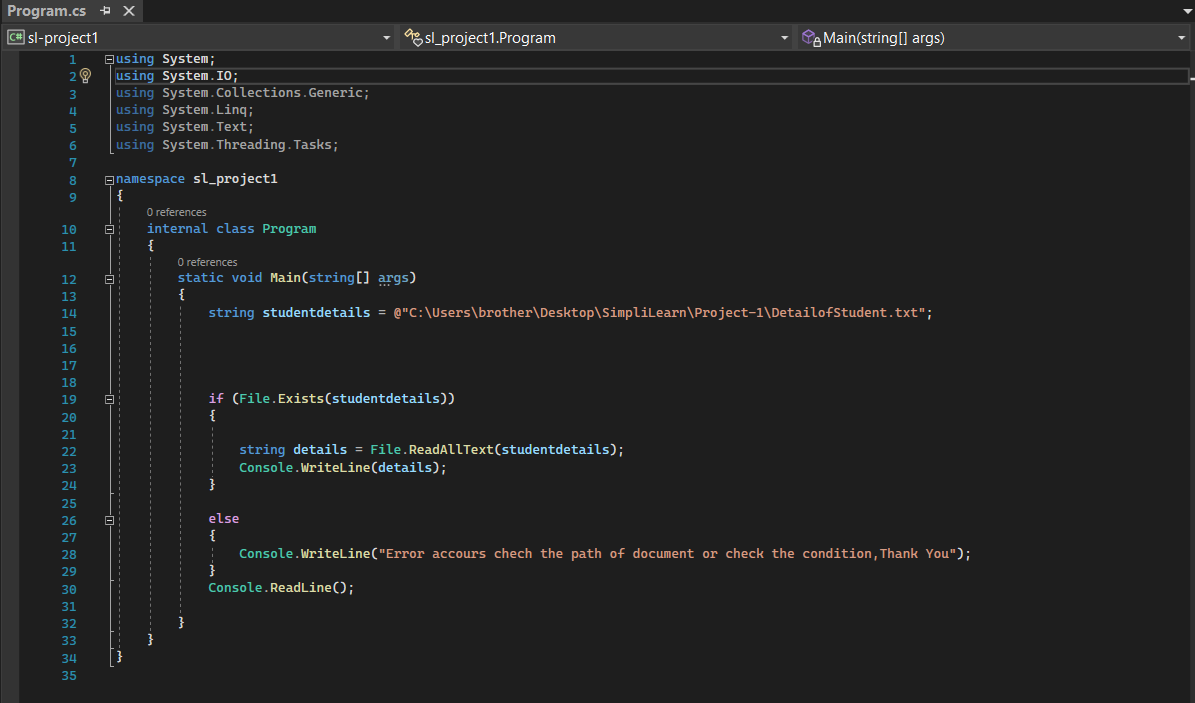 Program.cs
C# sl-project1 sl_project1.Program Main(string[] args)
1 using System;
2 using System.IO;
3 using System.Collections.Generic;
4 using System.Linq;
5 using System.Text;
6 using System.Threading.Tasks;
7
8 namespace sl_project1
9 {
0 references
10 internal class Program
11 {
0 references
12 static void Main(string[] args)
13 {
14 string studentdetails = @"C:\Users\brother\Desktop\SimpliLearn\Project-1\DetailofStudent.txt";
15
16
17
18
19 if (File.Exists(studentdetails))
20 {
21
22 string details = File.ReadAllText(studentdetails);
23 Console.WriteLine(details);
24 }
25
26 else
27 {
28 Console.WriteLine("Error accours chech the path of document or check the condition,Thank You");
29 }
30 Console.ReadLine();
31
32 }
33 }
34 }
35